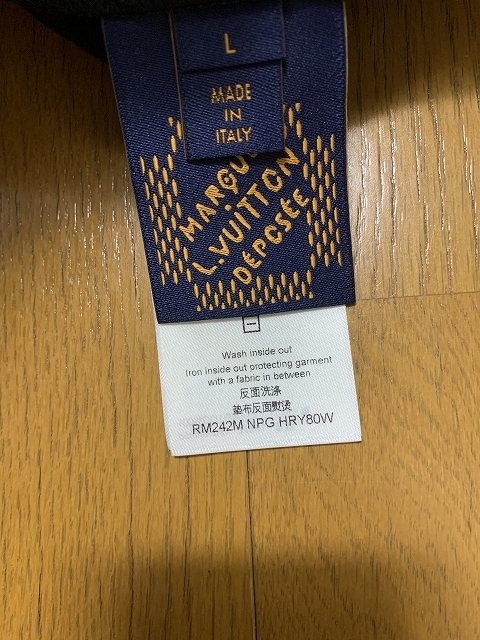 L
MADE
IN
ITALY
MARQUE
L.VUITTON
DÉPOSÉE
Wash inside out
Iron inside out protecting garment
with a fabric in between
反面洗涤
垫布反面熨烫
RM242M NPG HRY80W